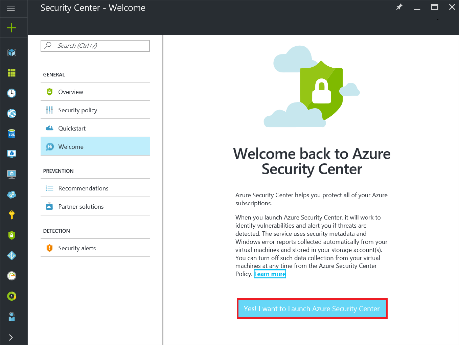 Security Center - Welcome
Search (Ctrl+/)
GENERAL
Overview
Security policy
Quickstart
Welcome
PREVENTION
Recommendations
Partner solutions
DETECTION
Security alerts
Welcome back to Azure
Security Center
Azure Security Center helps you protect all of your Azure
subscriptions.
When you launch Azure Security Center, it will work to
identify vulnerabilities and alert you if threats are
detected. The service uses security metadata and
Windows error reports collected automatically from your
virtual machines and stored in your storage account(s).
You can turn off such data collection from your virtual
machines at any time from the Azure Security Center
Policy. Learn more
Yes! I want to Launch Azure Security Center